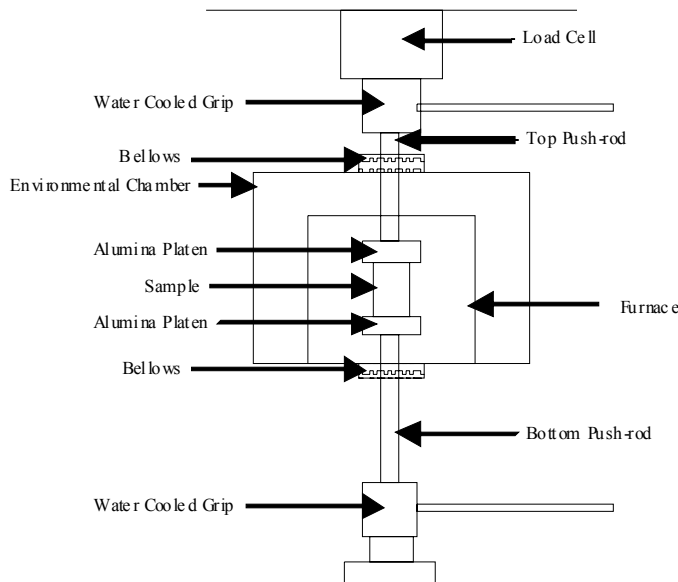 Load Cell
Water Cooled Grip
Top Push-rod
Bellows
Environmental Chamber
Alumina Platen
Sample
Furnace
Alumina Platen
Bellows
Bottom Push-rod
Water Cooled Grip